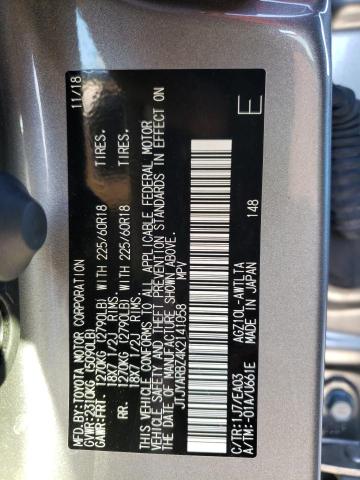 MFD.BY:TOYOTA MOTOR CORPORATION 11/18
GVWR:2310KG (5090LB)
GAWR:FRT. 1270KG (2790LB) WITH 225/60R18 TIRES.
18X7 1/2J RIMS.
RR. 1270KG (2790LB) WITH 225/60R18 TIRES.
18X7 1/2J RIMS.
THIS VEHICLE CONFORMS TO ALL APPLICABLE FEDERAL MOTOR
VEHICLE SAFETY AND THEFT PREVENTION STANDARDS IN EFFECT
ON THE DATE OF MANUFACTURE SHOWN ABOVE.
JTJYARBZ4K2141058 MPV
E
148
C/TR:1J7/EA03 AGZ10L-AWTLTA
A/TM:-01A/U661E MADE IN JAPAN